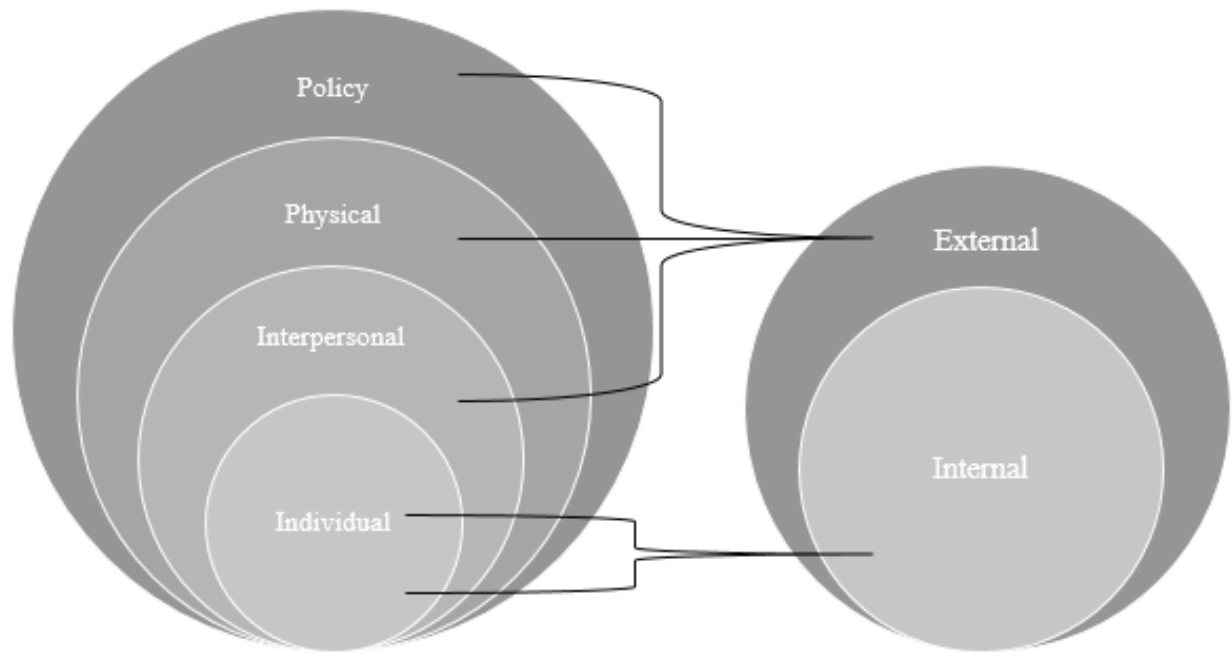 Policy
Physical
Interpersonal
Individual
External
Internal